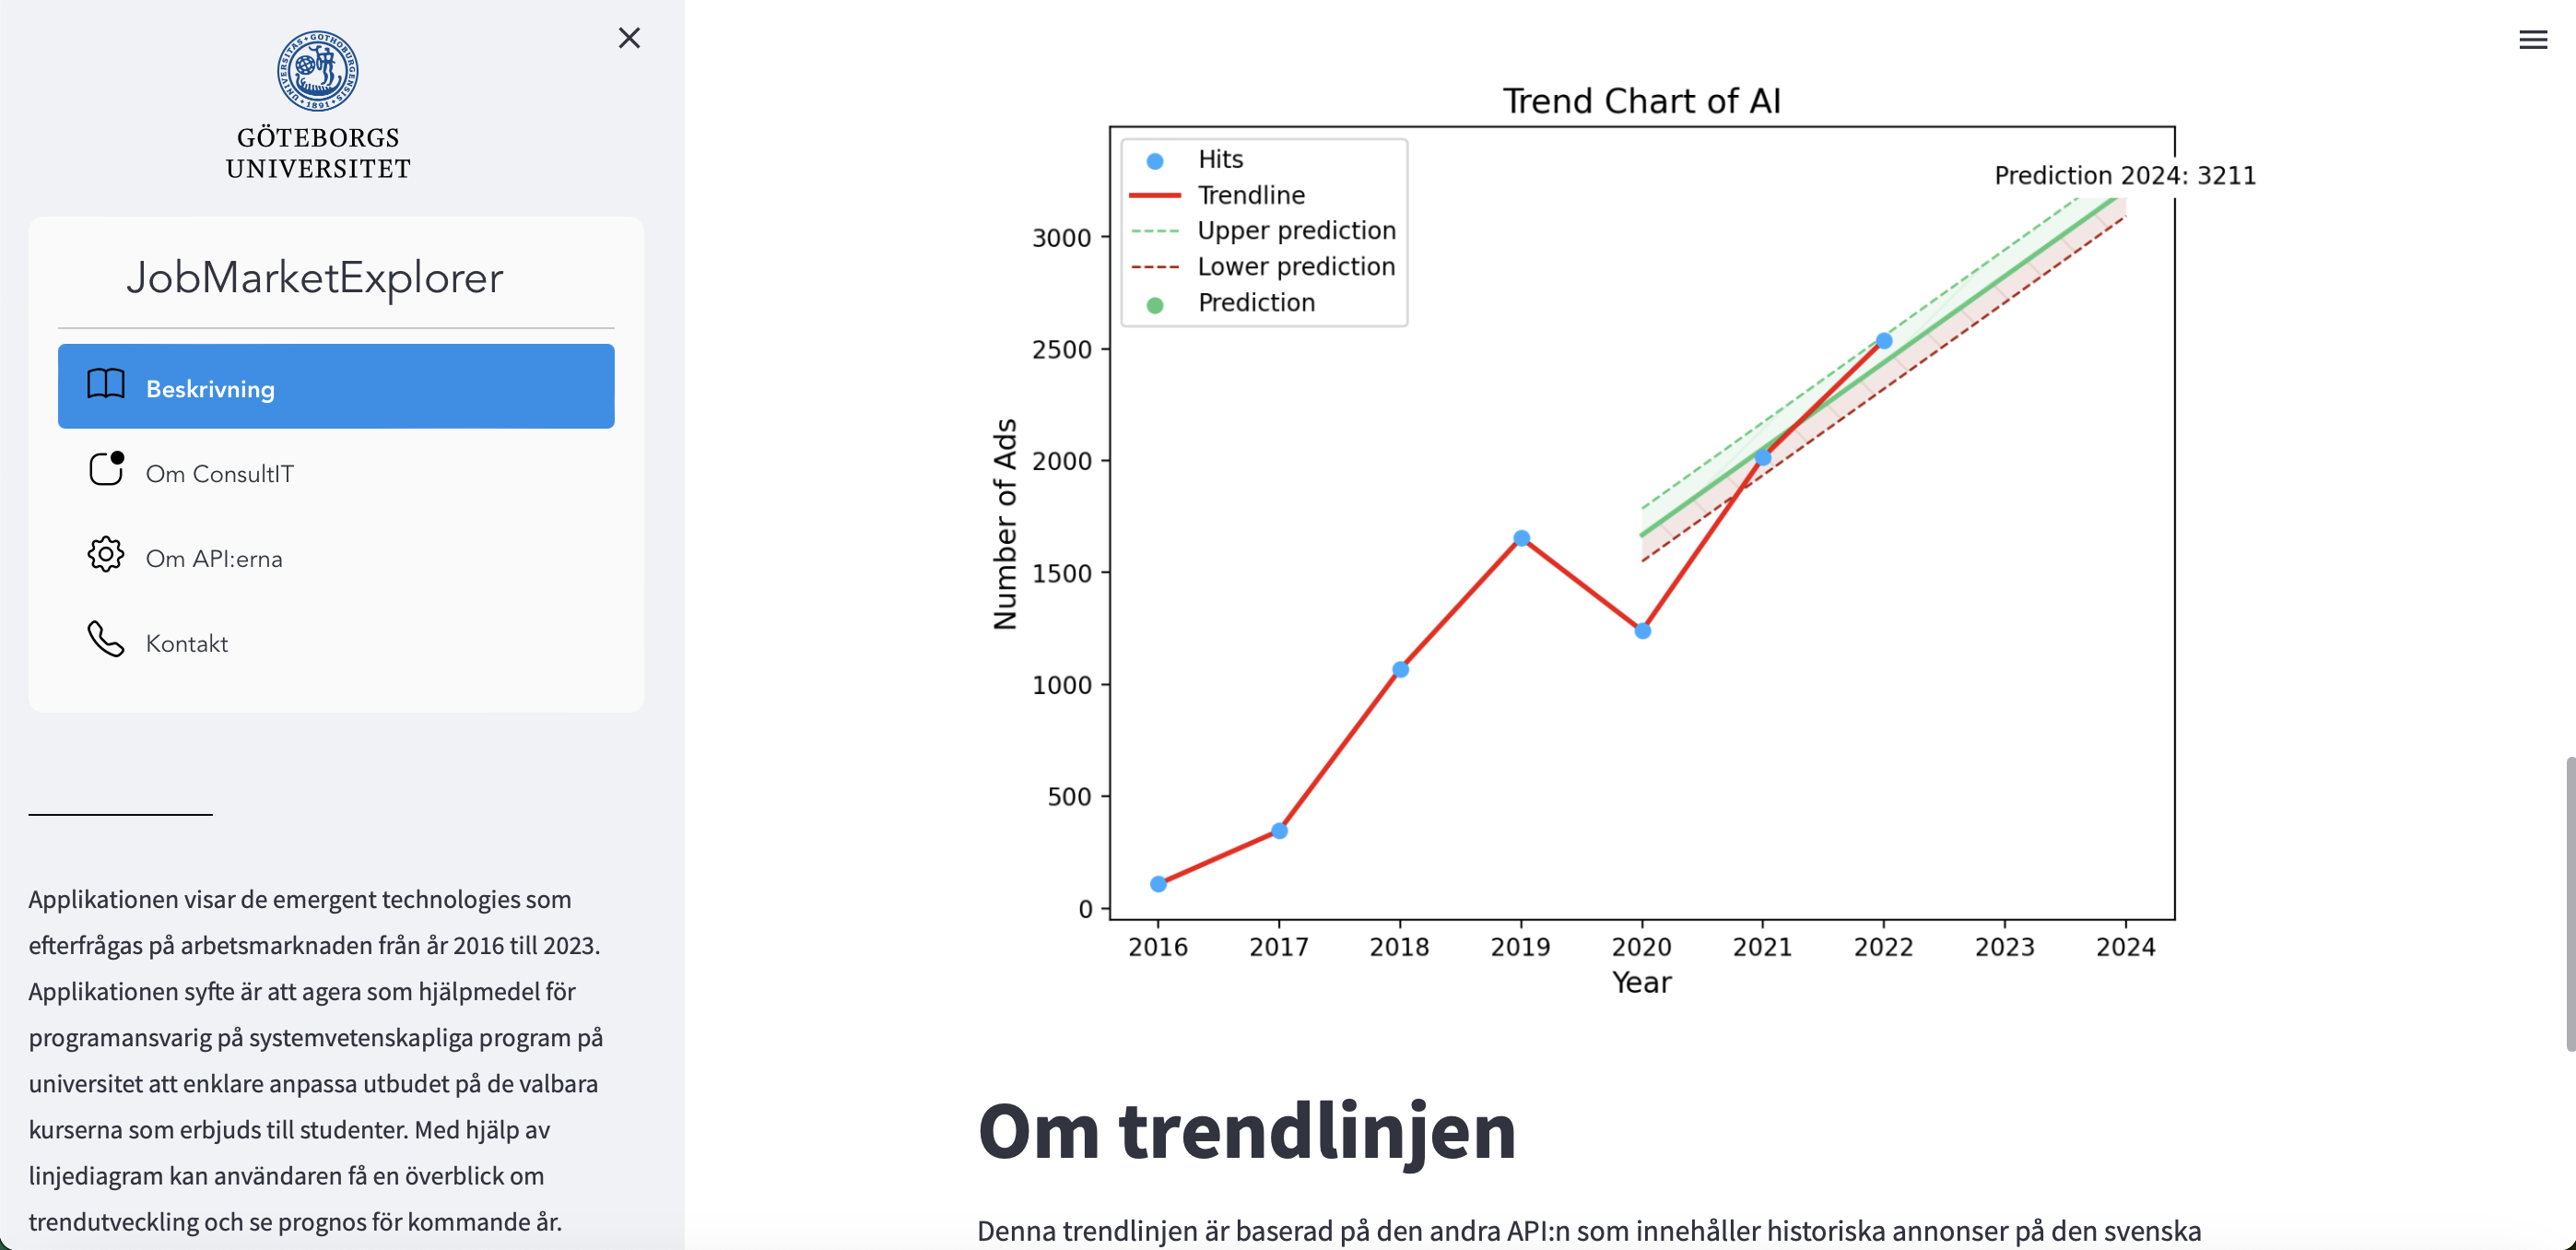 UNIVERSITAS GOTHOBURGENSIS
1891
GÖTEBORGS
UNIVERSITET
JobMarketExplorer
Beskrivning
Om ConsultIT
Om API:erna
Kontakt
Applikationen visar de emergent technologies som
efterfrågas på arbetsmarknaden från år 2016 till 2023.
Applikationen syfte är att agera som hjälpmedel för
programansvarig på systemvetenskapliga program på
universitet att enklare anpassa utbudet på de valbara
kurserna som erbjuds till studenter. Med hjälp av
linjediagram kan användaren få en överblick om
trendutveckling och se prognos för kommande år.
Trend Chart of AI
Hits
Trendline
Upper prediction
Lower prediction
Prediction
Prediction 2024: 3211
Number of Ads
3000
2500
2000
1500
1000
500
0
2016 2017 2018 2019 2020 2021 2022 2023 2024
Year
Om trendlinjen
Denna trendlinjen är baserad på den andra API:n som innehåller historiska annonser på den svenska